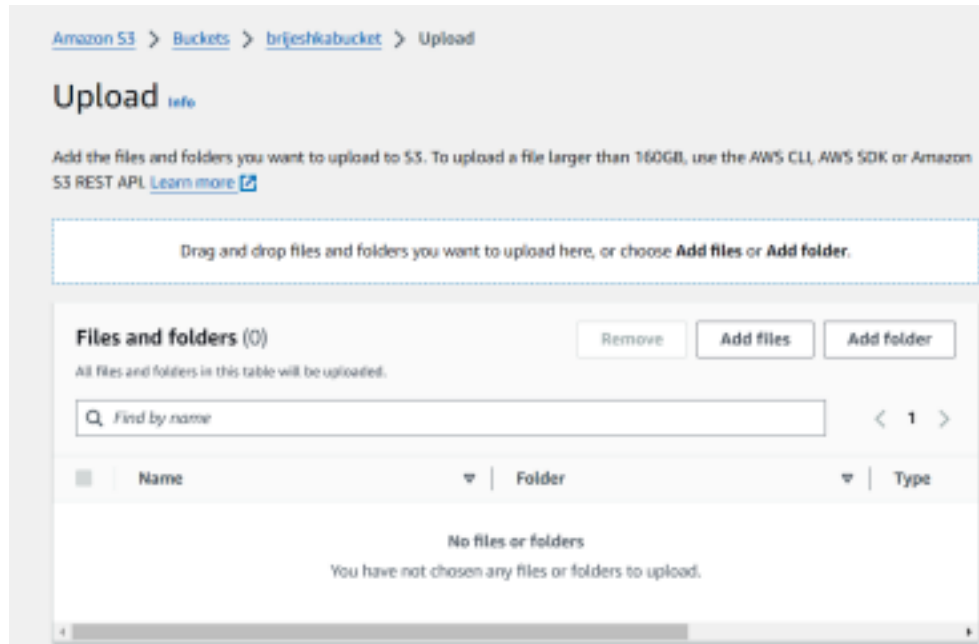 Amazon S3 > Buckets > brijeshkabucket > Upload
Upload Info
Add the files and folders you want to upload to S3. To upload a file larger than 160GB, use the AWS CLI, AWS SDK or Amazon
S3 REST API. Learn more
Drag and drop files and folders you want to upload here, or choose Add files or Add folder.
Files and folders (0)
Remove
Add files
Add folder
All files and folders in this table will be uploaded.
Find by name
< 1 >
Name
Folder
Type
No files or folders
You have not chosen any files or folders to upload.